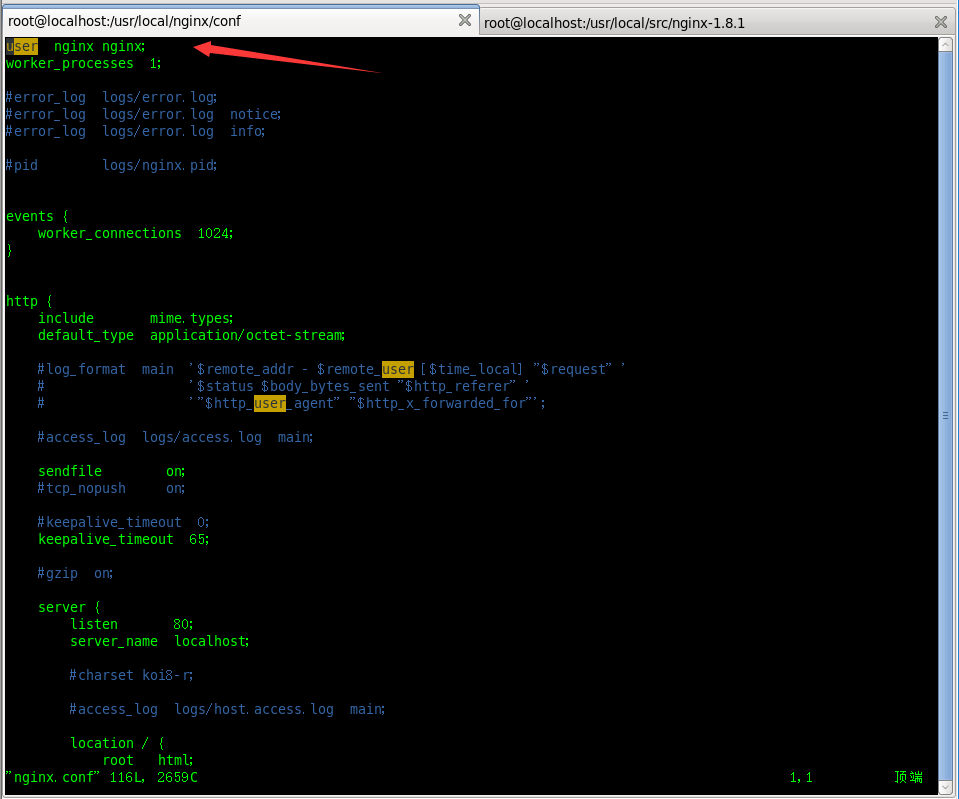 root@localhost:/usr/local/nginx/conf
root@localhost:/usr/local/src/nginx-1.8.1
user  nginx nginx;
worker_processes  1;
#error_log  logs/error.log;
#error_log  logs/error.log  notice;
#error_log  logs/error.log  info;
#pid        logs/nginx.pid;
events {
    worker_connections  1024;
}
http {
    include       mime.types;
    default_type  application/octet-stream;
    #log_format  main  '$remote_addr - $remote_user [$time_local] "$request" '
    #                  '$status $body_bytes_sent "$http_referer" '
    #                  '"$http_user_agent" "$http_x_forwarded_for"';
    #access_log  logs/access.log  main;
    sendfile        on;
    #tcp_nopush     on;
    #keepalive_timeout  0;
    keepalive_timeout  65;
    #gzip  on;
    server {
        listen       80;
        server_name  localhost;
        #charset koi8-r;
        #access_log  logs/host.access.log  main;
        location / {
            root   html;
"nginx.conf" 116L, 2659C 1,1 顶端